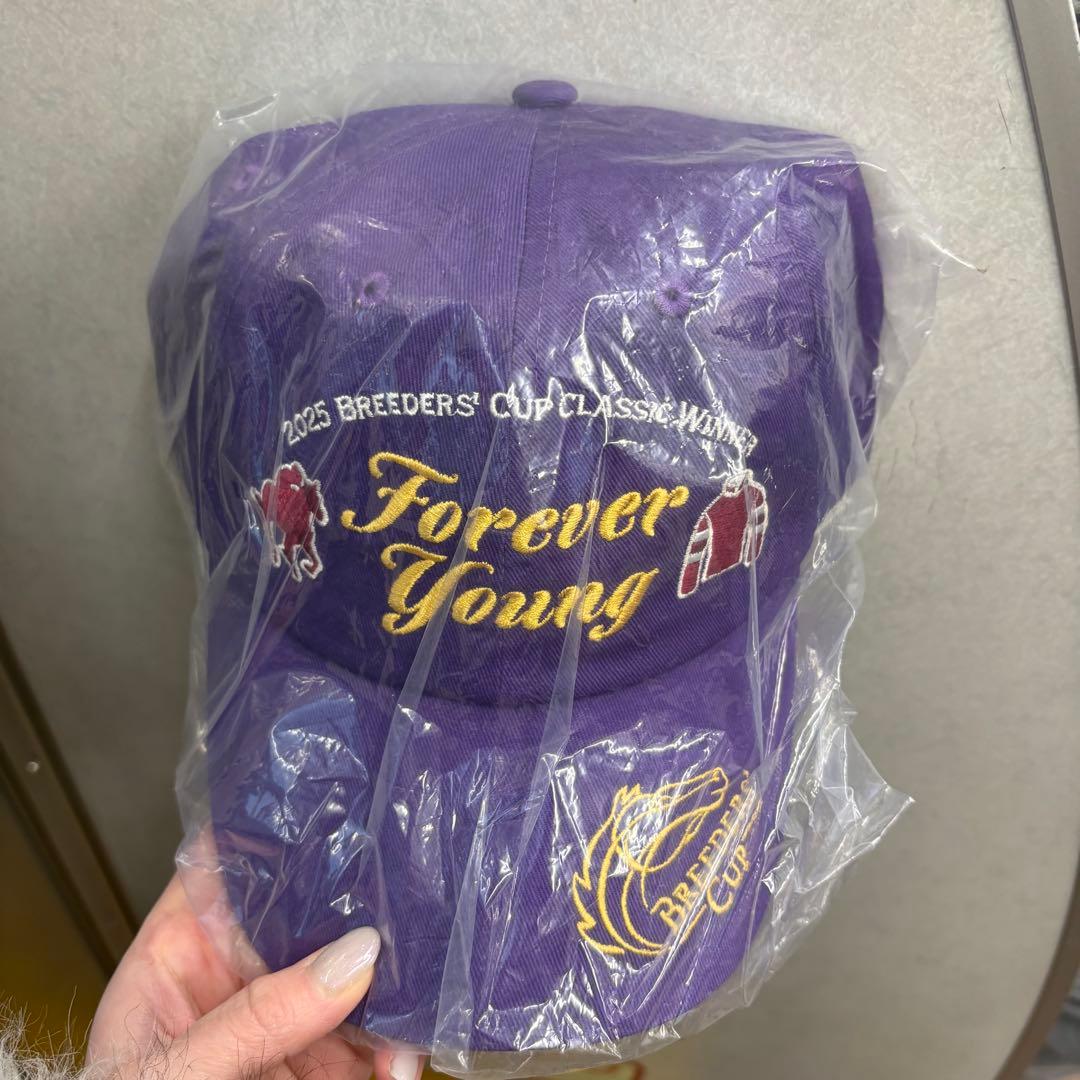 2025 BREEDERS' CUP CLASSIC WINNER
Forever
Young
BREEDERS'
CUP